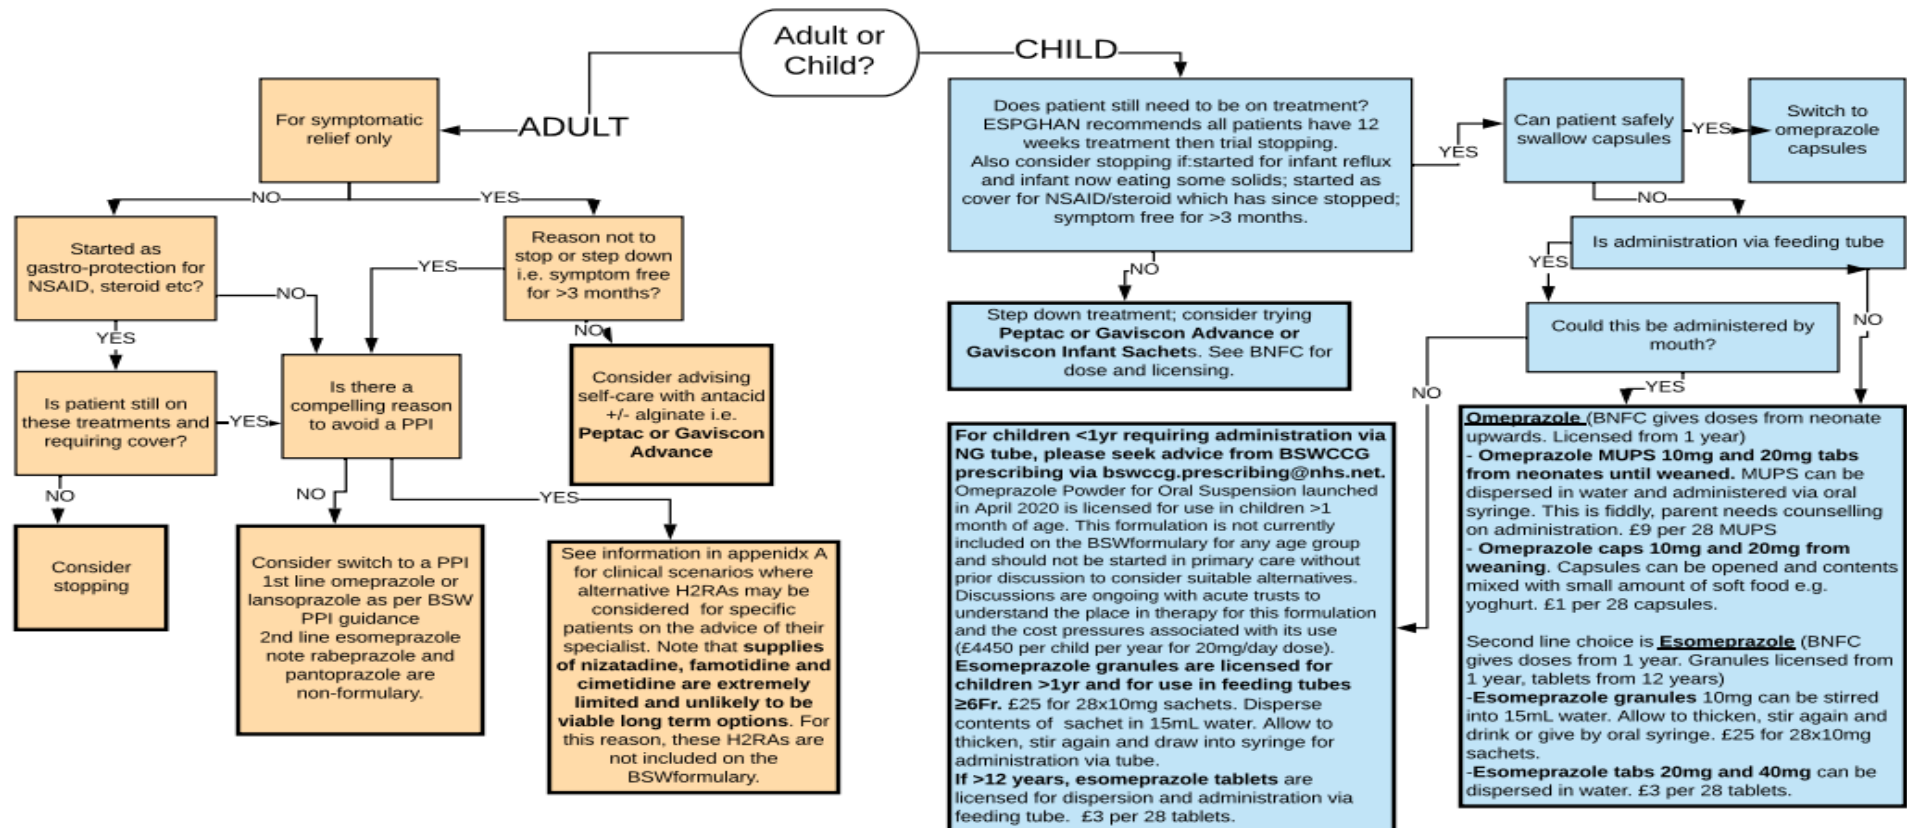 Adult or
Child?
ADULT
CHILD
For symptomatic
relief only
NO
YES
Started as
gastro-protection for
NSAID, steroid etc?
Reason not to
stop or step down
i.e. symptom free
for >3 months?
YES
NO
YES
NO
Is patient still on
these treatments and
requiring cover?
YES
Is there a
compelling reason
to avoid a PPI
Consider advising
self-care with antacid
+/- alginate i.e.
Peptac or Gaviscon
Advance
NO
NO
YES
Consider
stopping
Consider switch to a PPI
1st line omeprazole or
lansoprazole as per BSW
PPI guidance
2nd line esomeprazole
note rabeprazole and
pantoprazole are
non-formulary.
See information in appenidx A
for clinical scenarios where
alternative H2RAs may be
considered for specific
patients on the advice of their
specialist. Note that supplies
of nizatadine, famotidine and
cimetidine are extremely
limited and unlikely to be
viable long term options. For
this reason, these H2RAs are
not included on the
BSWformulary.
Does patient still need to be on treatment?
ESPGHAN recommends all patients have 12
weeks treatment then trial stopping.
Also consider stopping if:started for infant reflux
and infant now eating some solids; started as
cover for NSAID/steroid which has since stopped;
symptom free for >3 months.
YES
Can patient safely
swallow capsules
YES
Switch to
omeprazole
capsules
NO
NO
Is administration via feeding tube
YES
NO
Step down treatment; consider trying
Peptac or Gaviscon Advance or
Gaviscon Infant Sachets. See BNFC for
dose and licensing.
Could this be administered by
mouth?
NO
YES
For children <1yr requiring administration via
NG tube, please seek advice from BSWCCG
prescribing via bswccg.prescribing@nhs.net.
Omeprazole Powder for Oral Suspension launched
in April 2020 is licensed for use in children >1
month of age. This formulation is not currently
included on the BSWformulary for any age group
and should not be started in primary care without
prior discussion to consider suitable alternatives.
Discussions are ongoing with acute trusts to
understand the place in therapy for this formulation
and the cost pressures associated with its use
(£4450 per child per year for 20mg/day dose).
Esomeprazole granules are licensed for
children >1yr and for use in feeding tubes
≥6Fr. £25 for 28x10mg sachets. Disperse
contents of sachet in 15mL water. Allow to
thicken, stir again and draw into syringe for
administration via tube.
If >12 years, esomeprazole tablets are
licensed for dispersion and administration via
feeding tube. £3 per 28 tablets.
Omeprazole (BNFC gives doses from neonate
upwards. Licensed from 1 year)
- Omeprazole MUPS 10mg and 20mg tabs
from neonates until weaned. MUPS can be
dispersed in water and administered via oral
syringe. This is fiddly, parent needs counselling
on administration. £9 per 28 MUPS
- Omeprazole caps 10mg and 20mg from
weaning. Capsules can be opened and contents
mixed with small amount of soft food e.g.
yoghurt. £1 per 28 capsules.
Second line choice is Esomeprazole (BNFC
gives doses from 1 year. Granules licensed from
1 year, tablets from 12 years)
-Esomeprazole granules 10mg can be stirred
into 15mL water. Allow to thicken, stir again and
drink or give by oral syringe. £25 for 28x10mg
sachets.
-Esomeprazole tabs 20mg and 40mg can be
dispersed in water. £3 per 28 tablets.